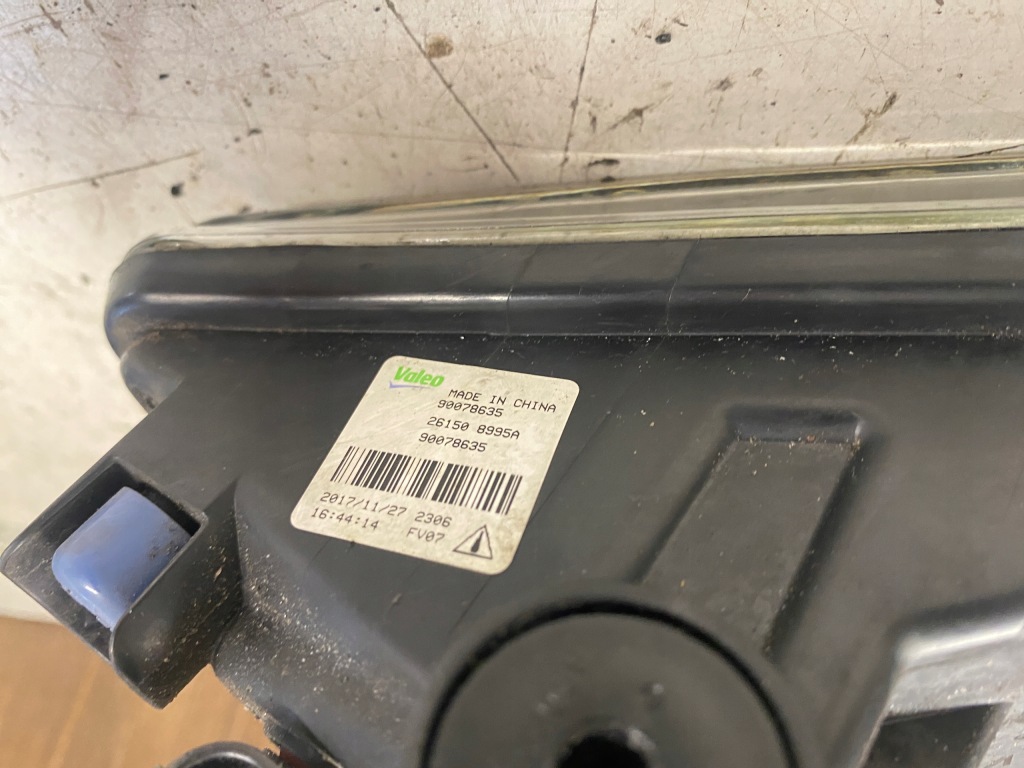 Valeo
MADE IN CHINA
90078635
26150 8995A
90078635
2017/11/27 2306
16:44:14 FV07